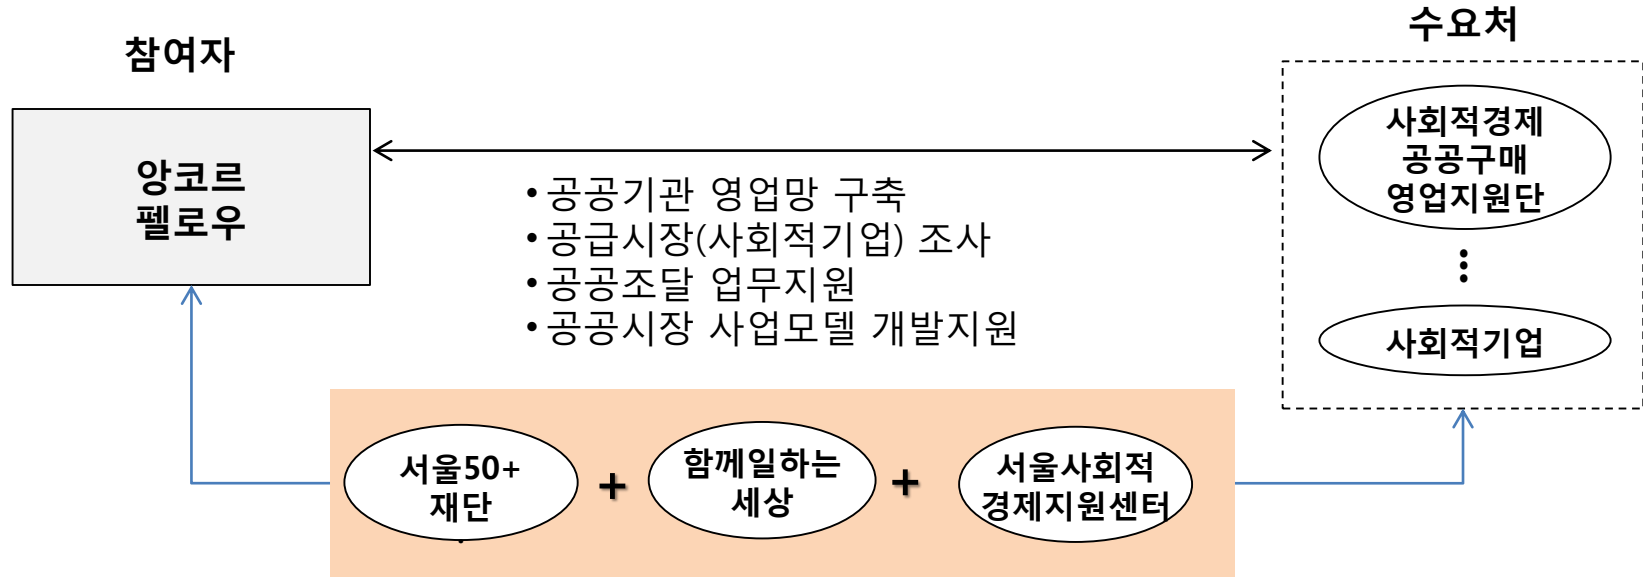 수요처
참여자
앙코르
펠로우
• 공공기관 영업망 구축
• 공급시장(사회적기업) 조사
• 공공조달 업무지원
• 공공시장 사업모델 개발지원
사회적경제
공공구매
영업지원단
⋮
사회적기업
서울50+
재단
+
함께일하는
세상
+
서울사회적
경제지원센터